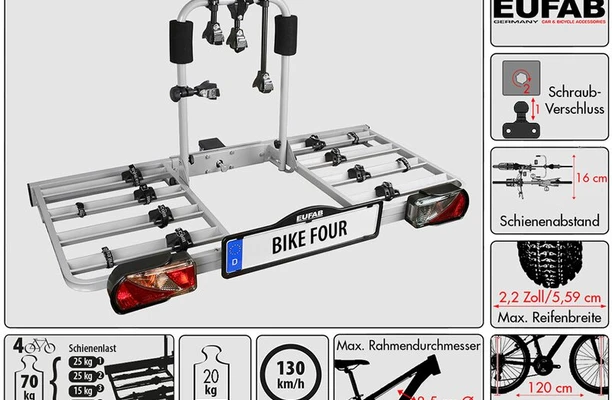 EUFAB
GERMANY CAR & BICYCLE ACCESSORIES
2
1
Schraub-
Verschluss
16 cm
Schienenabstand
EUFAB
D
BIKE FOUR
2,2 Zoll/5,59 cm
Max. Reifenbreite
4
70
kg
Schienenlast
25 kg 1
25 kg 2
15 kg 3
20
kg
130
km/h
Max. Rahmendurchmesser
120 cm